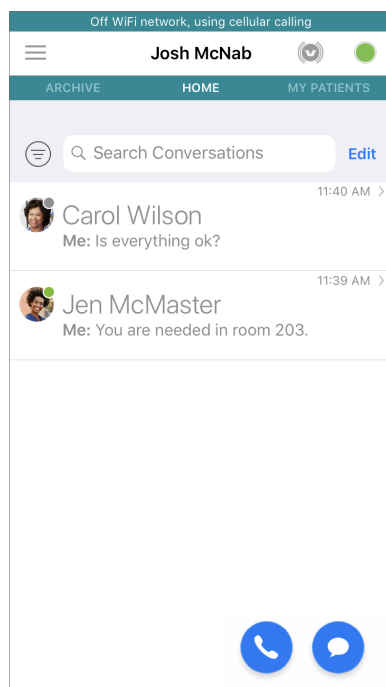 Off WiFi network, using cellular calling
Josh McNab
ARCHIVE HOME MY PATIENTS
Search Conversations Edit
11:40 AM
Carol Wilson
Me: Is everything ok?
11:39 AM
Jen McMaster
Me: You are needed in room 203.